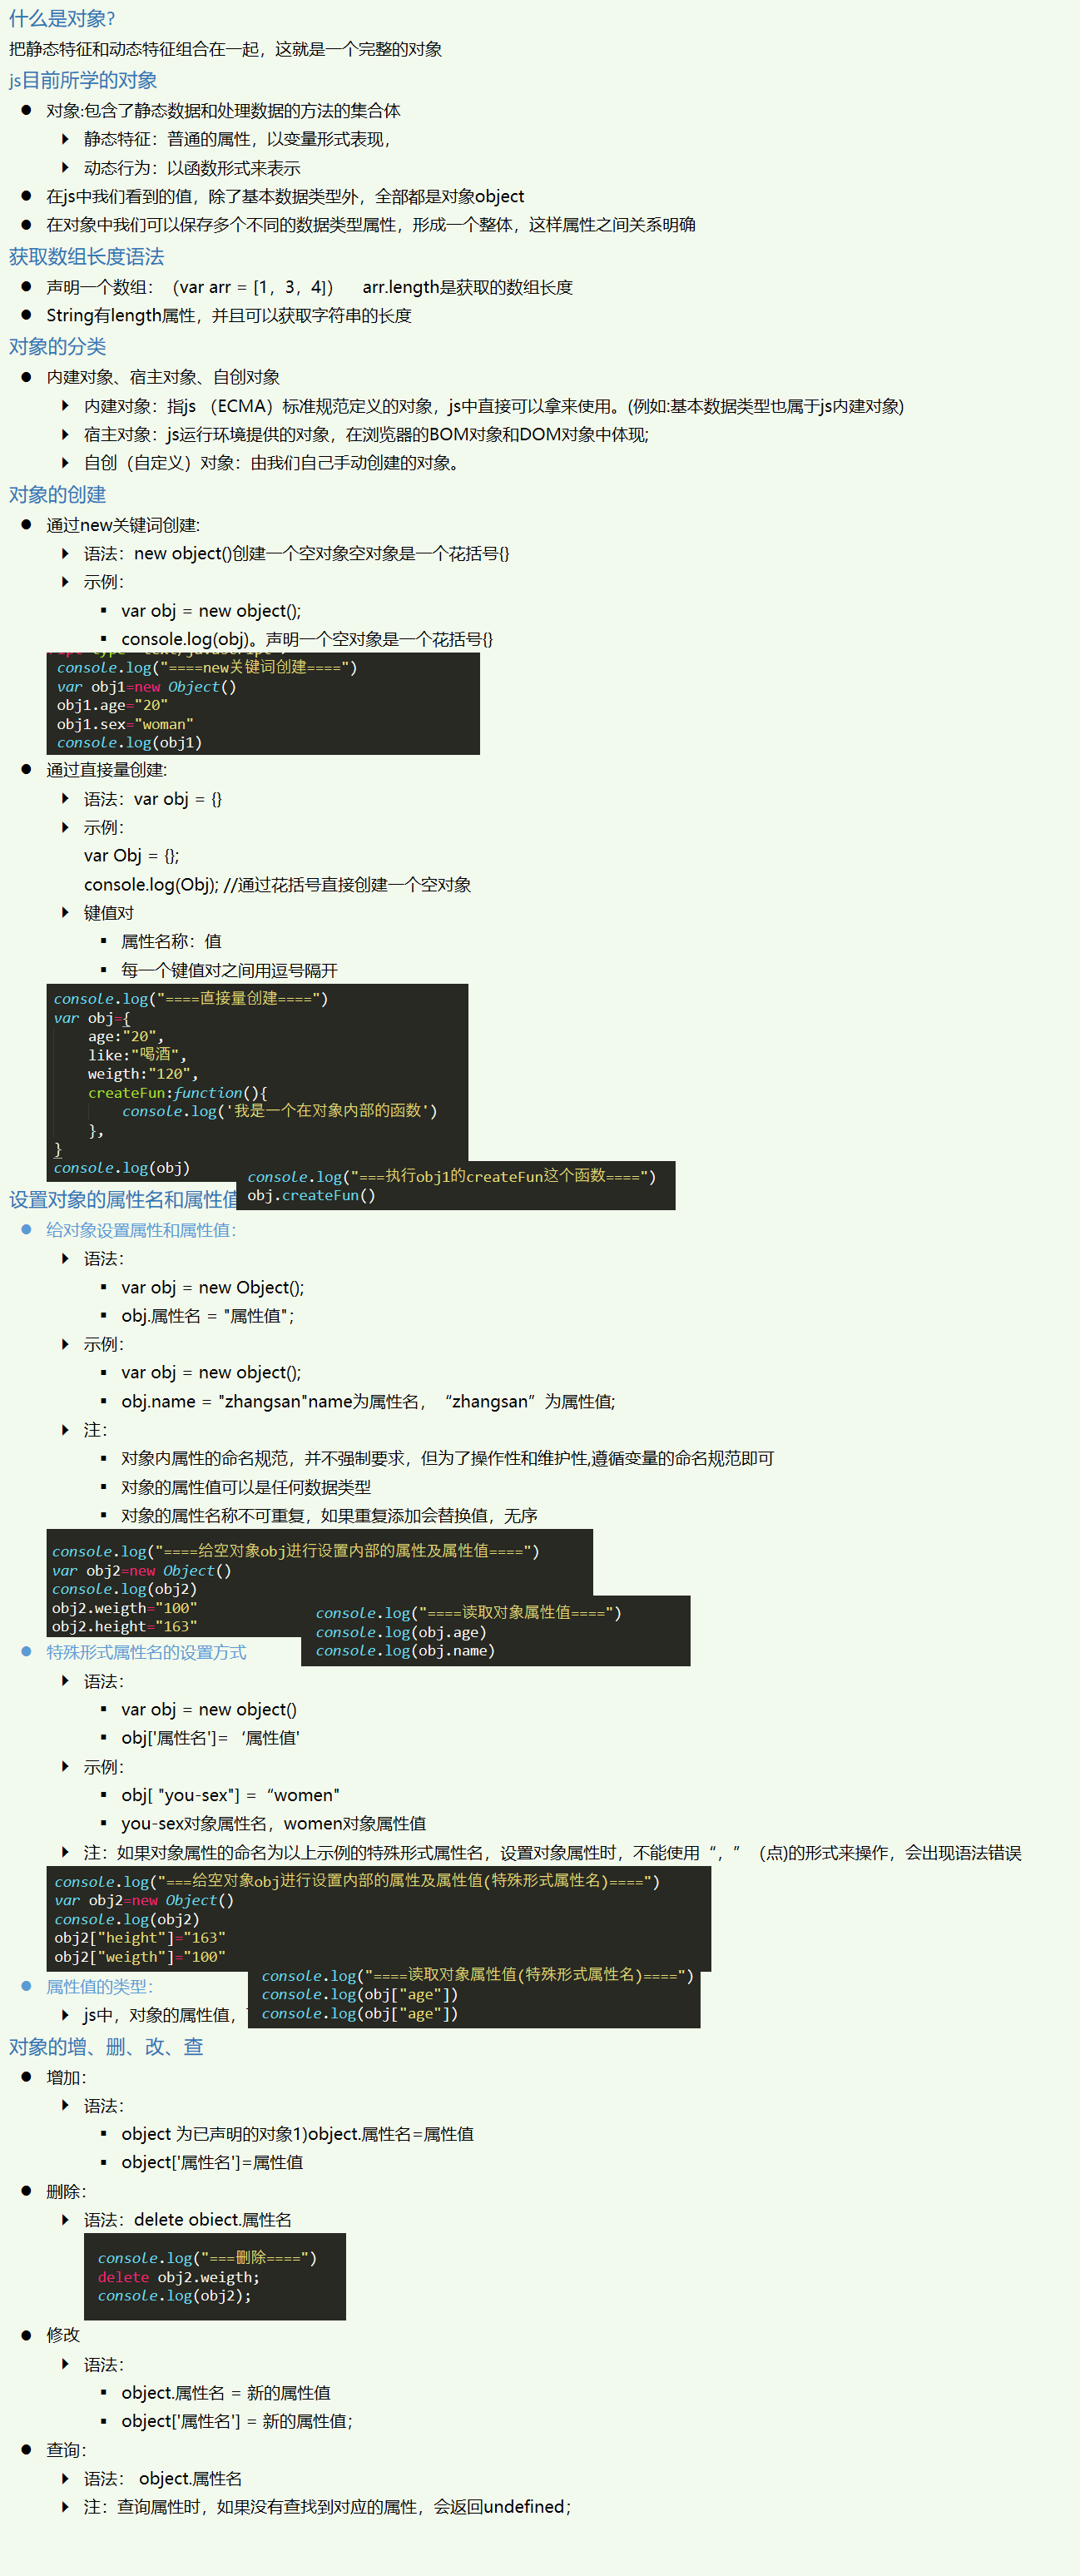 什么是对象?
把静态特征和动态特征组合在一起，这就是一个完整的对象
js目前所学的对象
对象:包含了静态数据和处理数据的方法的集合体
静态特征：普通的属性，以变量形式表现，
动态行为：以函数形式来表示
在js中我们看到的值，除了基本数据类型外，全部都是对象object
在对象中我们可以保存多个不同的数据类型属性，形成一个整体，这样属性之间关系明确
获取数组长度语法
声明一个数组：（var arr = [1，3，4]） arr.length是获取的数组长度
String有length属性，并且可以获取字符串的长度
对象的分类
内建对象、宿主对象、自创对象
内建对象：指js （ECMA）标准规范定义的对象，js中直接可以拿来使用。(例如:基本数据类型也属于js内建对象)
宿主对象：js运行环境提供的对象，在浏览器的BOM对象和DOM对象中体现;
自创（自定义）对象：由我们自己手动创建的对象。
对象的创建
通过new关键词创建:
语法：new object()创建一个空对象空对象是一个花括号{}
示例：
var obj = new object();
console.log(obj)。声明一个空对象是一个花括号{}
console.log("====new关键词创建====")
var obj1=new Object()
obj1.age="20"
obj1.sex="woman"
console.log(obj1)
通过直接量创建:
语法：var obj = {}
示例：
var Obj = {};
console.log(Obj); //通过花括号直接创建一个空对象
键值对
属性名称：值
每一个键值对之间用逗号隔开
console.log("====直接量创建====")
var obj={
age:"20",
like:"喝酒",
weigth:"120",
createFun:function(){
console.log('我是一个在对象内部的函数')
},
}
console.log(obj)
console.log("===执行obj1的createFun这个函数====")
obj.createFun()
设置对象的属性名和属性值
给对象设置属性和属性值：
语法：
var obj = new Object();
obj.属性名 = "属性值"；
示例：
var obj = new object();
obj.name = "zhangsan"name为属性名，“zhangsan”为属性值;
注：
对象内属性的命名规范，并不强制要求，但为了操作性和维护性,遵循变量的命名规范即可
对象的属性值可以是任何数据类型
对象的属性名称不可重复，如果重复添加会替换值，无序
console.log("====给空对象obj进行设置内部的属性及属性值====")
var obj2=new Object()
console.log(obj2)
obj2.weigth="100"
obj2.height="163"
console.log("====读取对象属性值====")
console.log(obj.age)
console.log(obj.name)
特殊形式属性名的设置方式
语法：
var obj = new object()
obj['属性名']=‘属性值'
示例：
obj[ "you-sex"] =“women"
you-sex对象属性名，women对象属性值
注：如果对象属性的命名为以上示例的特殊形式属性名，设置对象属性时，不能使用“，”（点)的形式来操作，会出现语法错误
console.log("===给空对象obj进行设置内部的属性及属性值(特殊形式属性名)====")
var obj2=new Object()
console.log(obj2)
obj2["height"]="163"
obj2["weigth"]="100"
console.log("====读取对象属性值(特殊形式属性名)====")
console.log(obj["age"])
console.log(obj["age"])
属性值的类型：
js中，对象的属性值，
对象的增、删、改、查
增加：
语法：
object 为已声明的对象1)object.属性名=属性值
object['属性名']=属性值
删除：
语法：delete obiect.属性名
console.log("===删除====")
delete obj2.weigth;
console.log(obj2);
修改
语法：
object.属性名 = 新的属性值
object['属性名'] = 新的属性值；
查询：
语法： object.属性名
注：查询属性时，如果没有查找到对应的属性，会返回undefined；